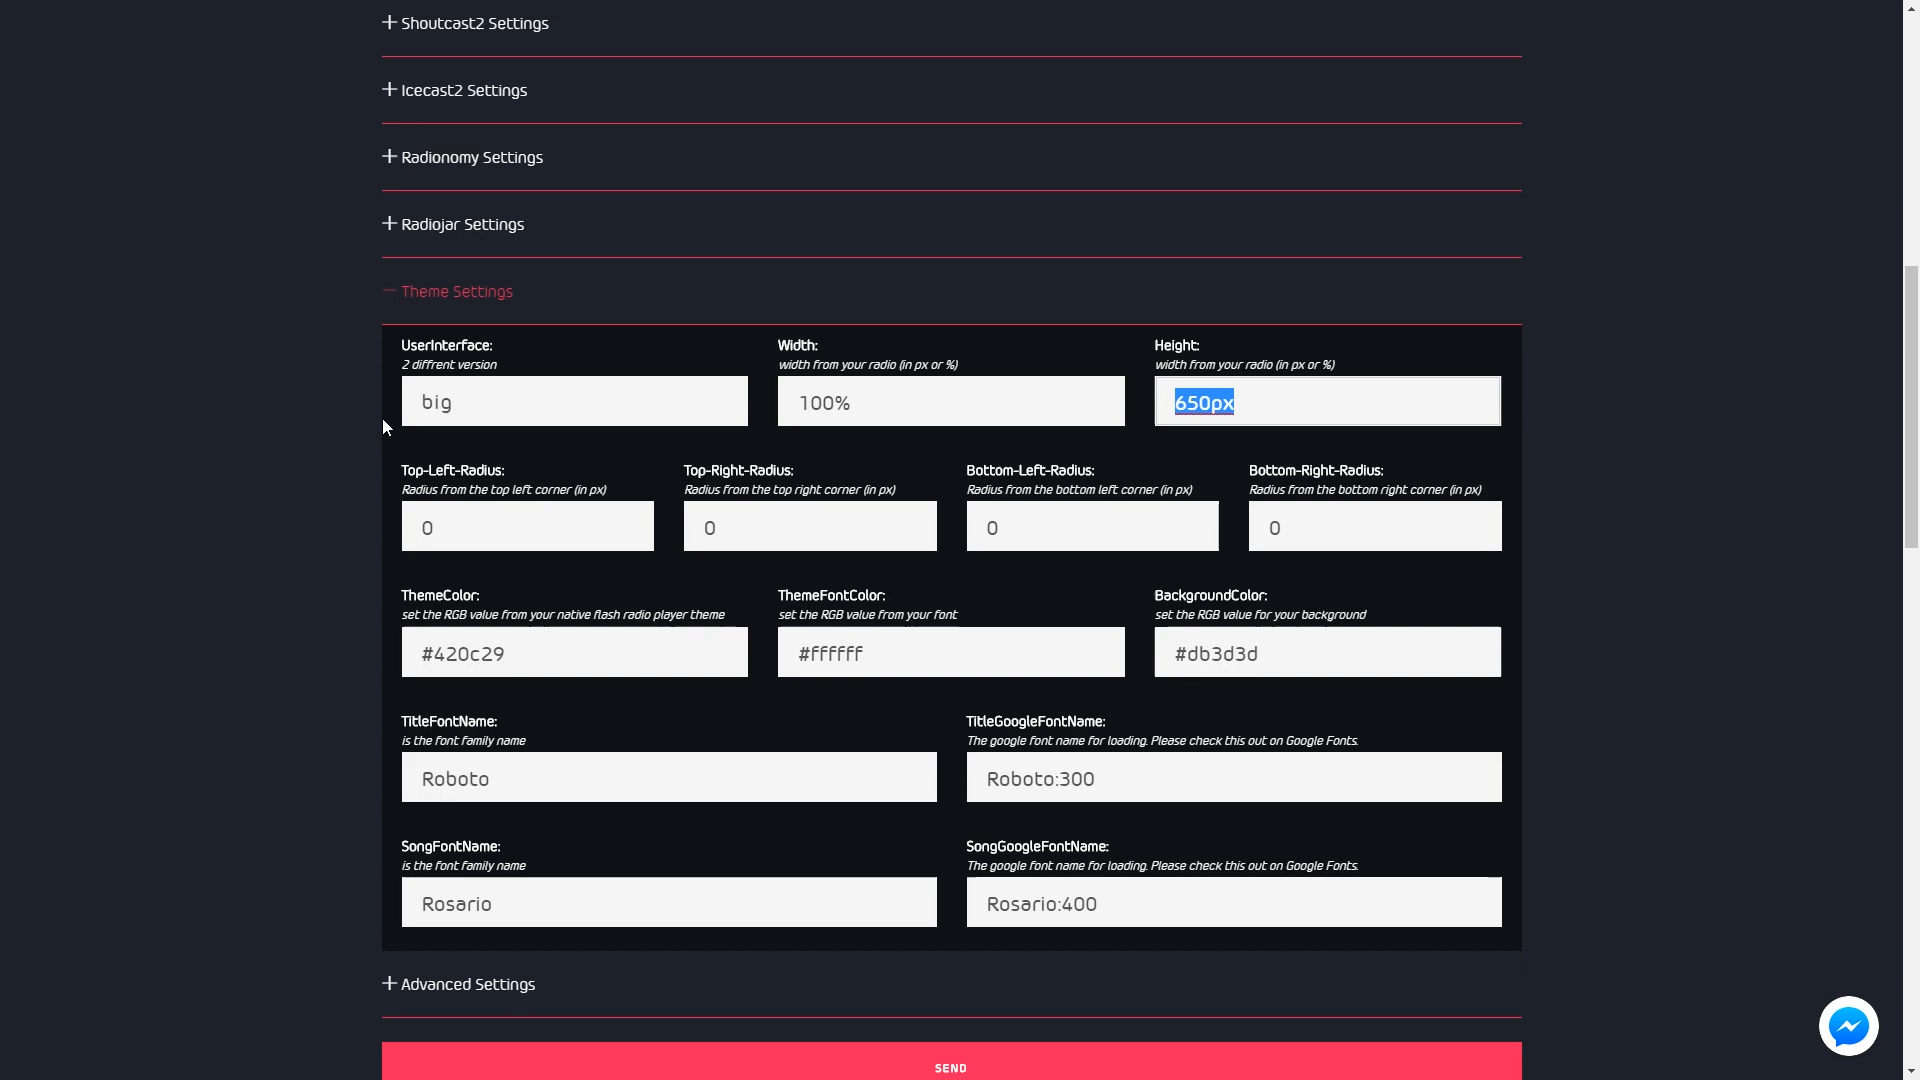 Shoutcast2 Settings
Icecast2 Settings
Radionomy Settings
Radiojar Settings
Theme Settings
UserInterface: Width: Height:
2 diffrent version width from your radio (in px or %) width from your radio (in px or %)
big 100% 650px
Top-Left-Radius: Top-Right-Radius: Bottom-Left-Radius: Bottom-Right-Radius:
Radius from the top left corner (in px) Radius from the top right corner (in px) Radius from the bottom left corner (in px) Radius from the bottom right corner (in px)
0 0 0 0
ThemeColor: ThemeFontColor: BackgroundColor:
set the RGB value from your native flash radio player theme set the RGB value from your font set the RGB value for your background
#420c29 #ffffff #db3d3d
TitleFontName: TitleGoogleFontName:
is the font family name The google font name for loading. Please check this out on Google Fonts.
Roboto Roboto:300
SongFontName: SongGoogleFontName:
is the font family name The google font name for loading. Please check this out on Google Fonts.
Rosario Rosario:400
Advanced Settings
SEND